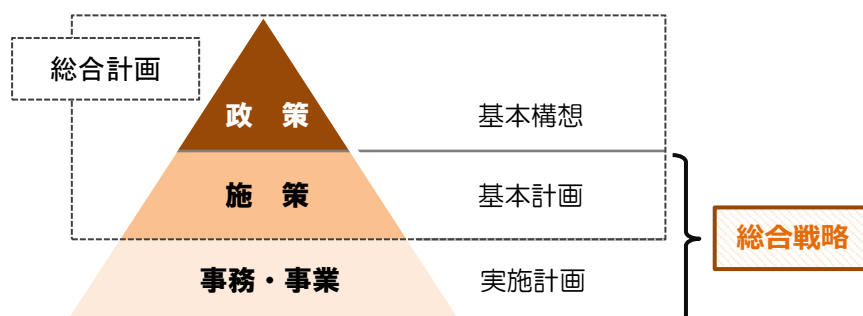 総合計画
政　策
基本構想
施　策
基本計画
総合戦略
事務・事業
実施計画